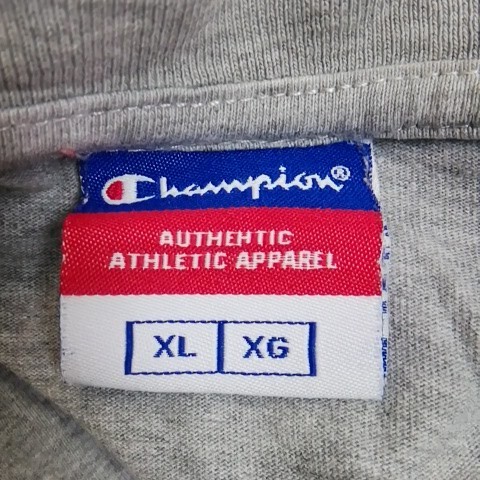 Champion®
AUTHENTIC
ATHLETIC APPAREL
XL XG